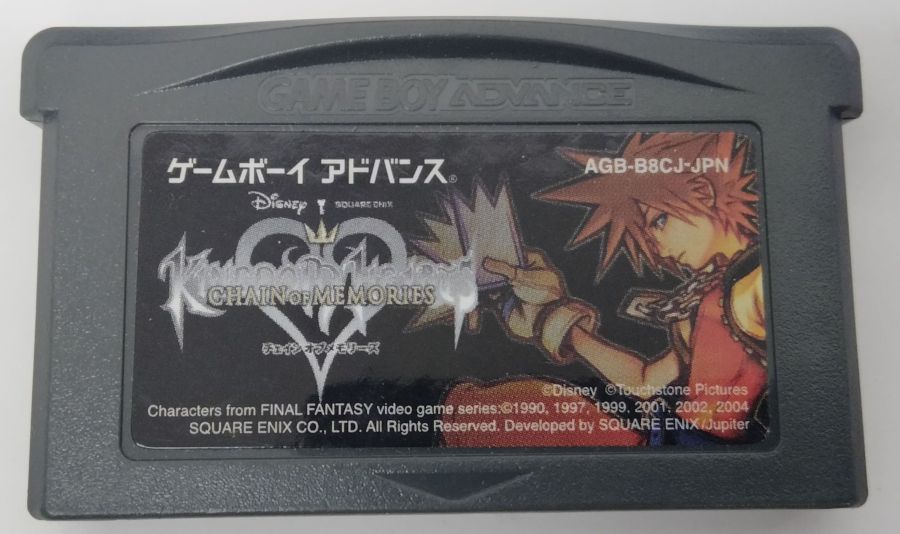 GAME BOY ADVANCE
ゲームボーイ アドバンス®
AGB-B8CJ-JPN
Disney SQUARE ENIX
KINGDOM HEARTS
CHAIN OF MEMORIES
チェイン オブ メモリーズ
©Disney ©Touchstone Pictures
Characters from FINAL FANTASY video game series:©1990, 1997, 1999, 2001, 2002, 2004
SQUARE ENIX CO., LTD. All Rights Reserved. Developed by SQUARE ENIX/Jupiter